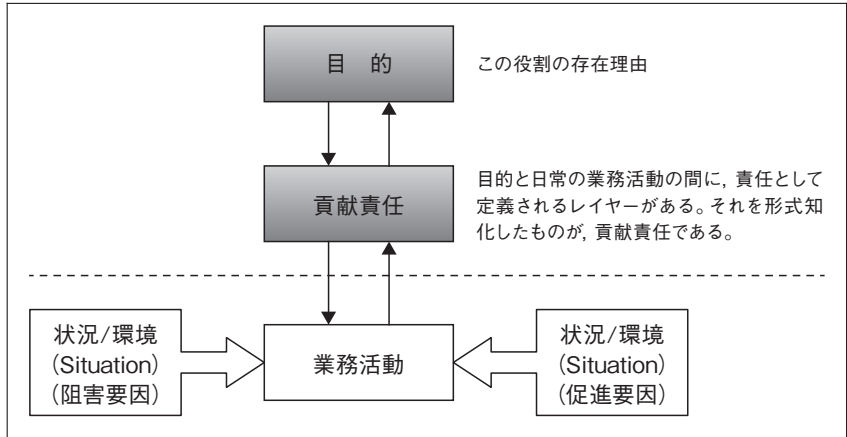 目　的
この役割の存在理由
貢献責任
目的と日常の業務活動の間に，責任として
定義されるレイヤーがある。それを形式知
化したものが，貢献責任である。
状況/環境
（Situation）
（阻害要因）
業務活動
状況/環境
（Situation）
（促進要因）